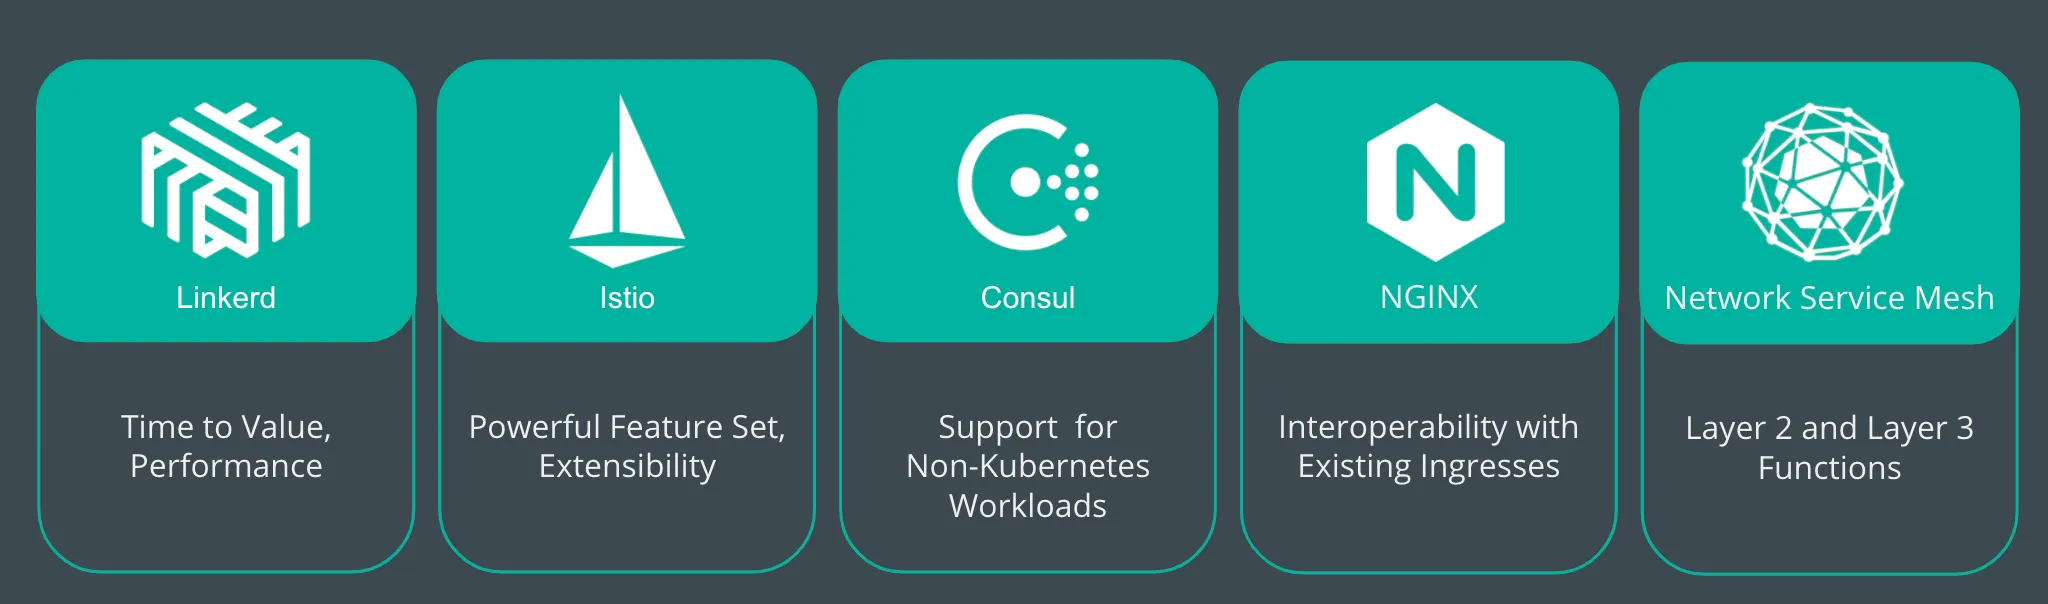 Linkerd
Time to Value,
Performance
Istio
Powerful Feature Set,
Extensibility
Consul
Support  for
Non-Kubernetes
Workloads
NGINX
Interoperability with
Existing Ingresses
Network Service Mesh
Layer 2 and Layer 3
Functions